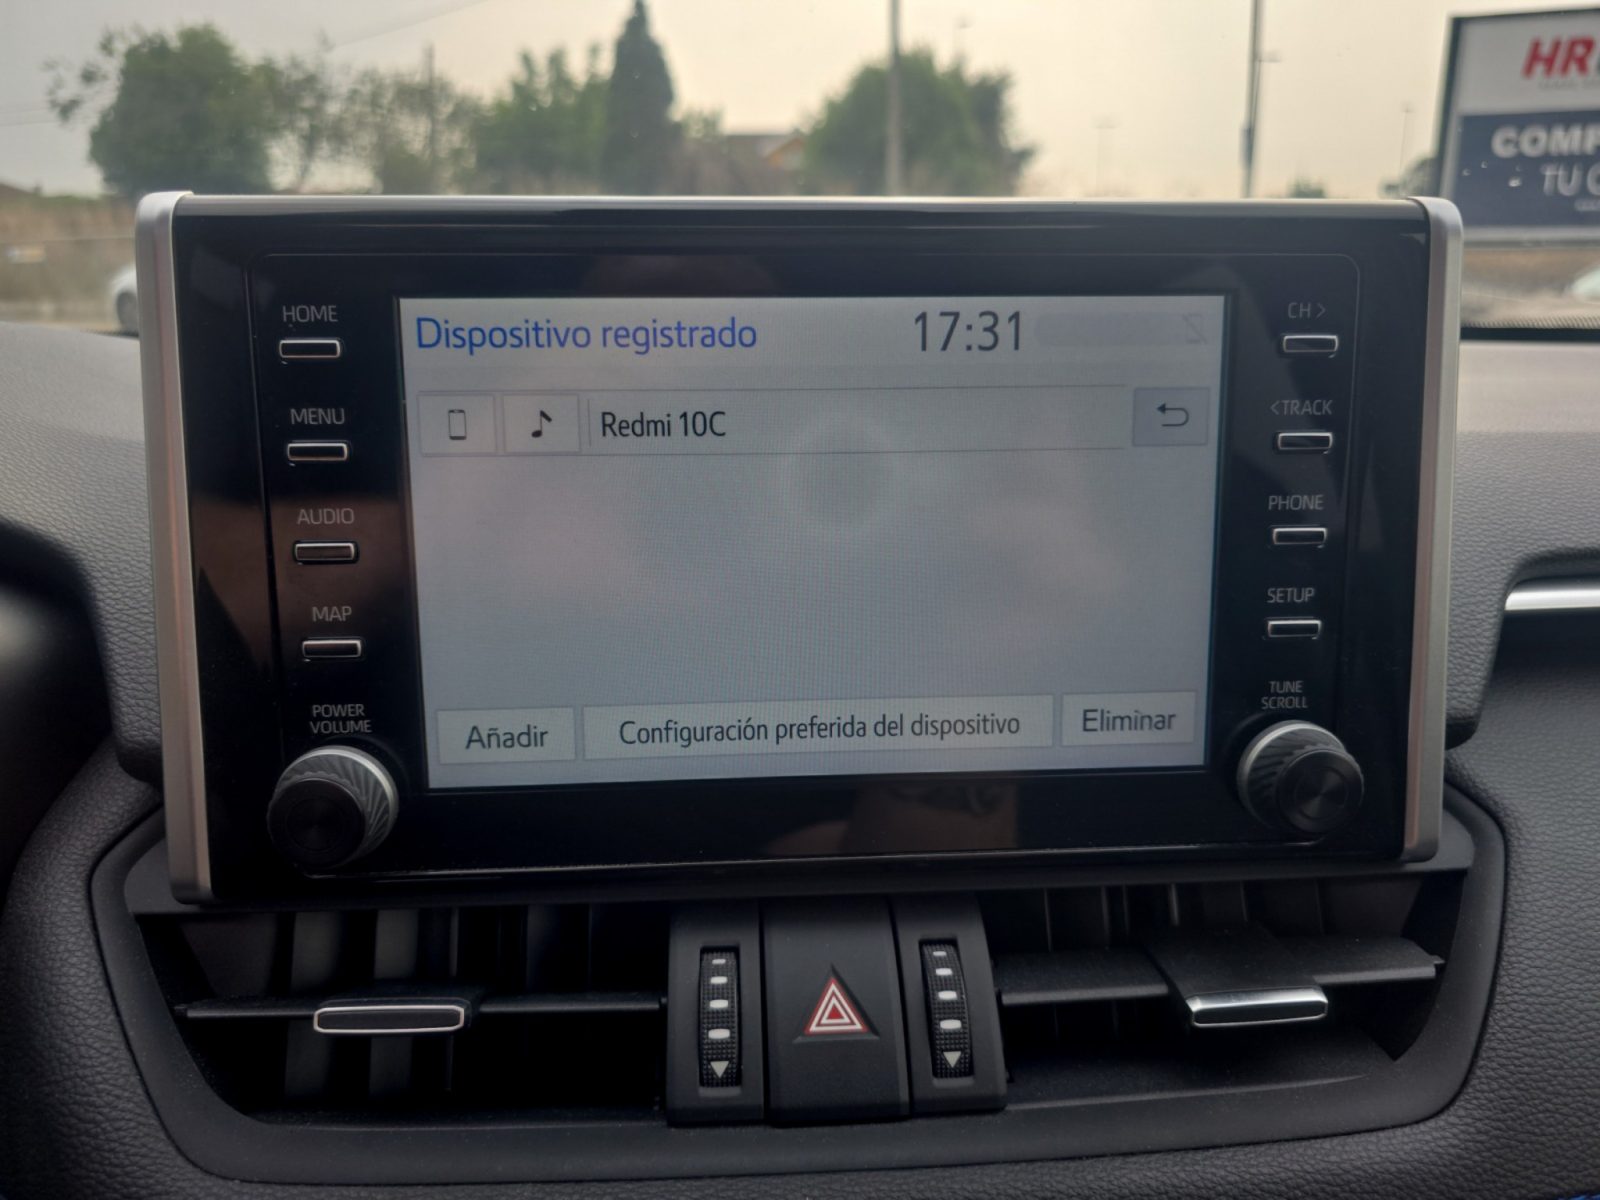 HR
COMP
TU
HOME
MENU
AUDIO
MAP
POWER
VOLUME
Dispositivo registrado 17:31
Redmi 10C
Añadir
Configuración preferida del dispositivo
Eliminar
CH >
<TRACK
PHONE
SETUP
TUNE
SCROLL